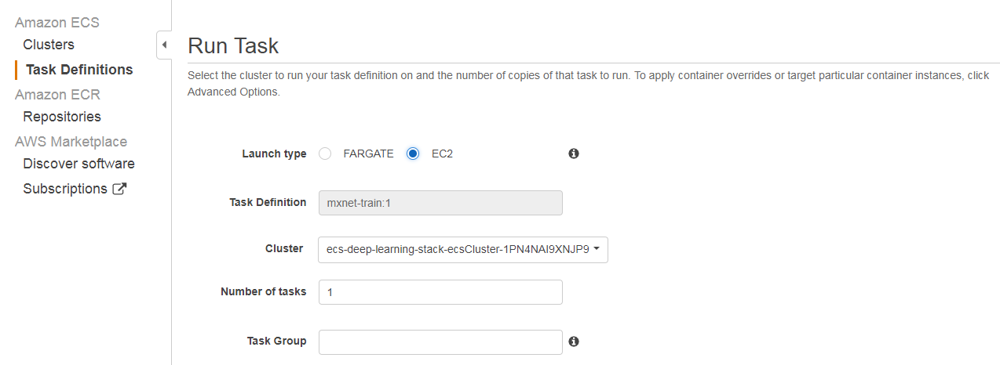 Amazon ECS
Clusters
Task Definitions
Amazon ECR
Repositories
AWS Marketplace
Discover software
Subscriptions
Run Task
Select the cluster to run your task definition on and the number of copies of that task to run. To apply container overrides or target particular container instances, click
Advanced Options.
Launch type FARGATE EC2
Task Definition mxnet-train:1
Cluster ecs-deep-learning-stack-ecsCluster-1PN4NAI9XNJP9
Number of tasks 1
Task Group